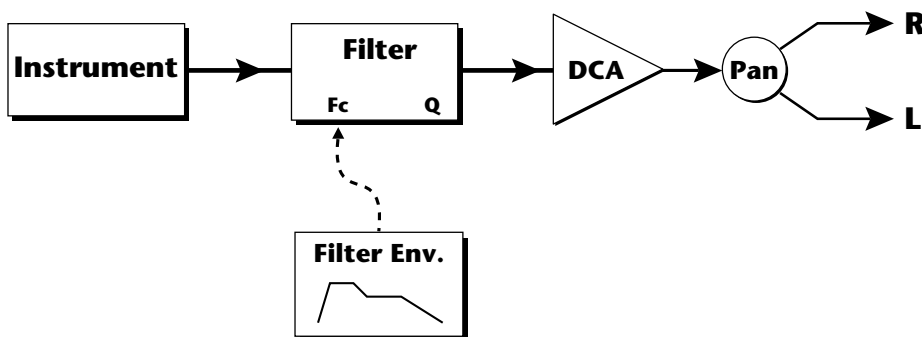 Instrument
Filter
Fc Q
DCA
Pan
R
L
Filter Env.